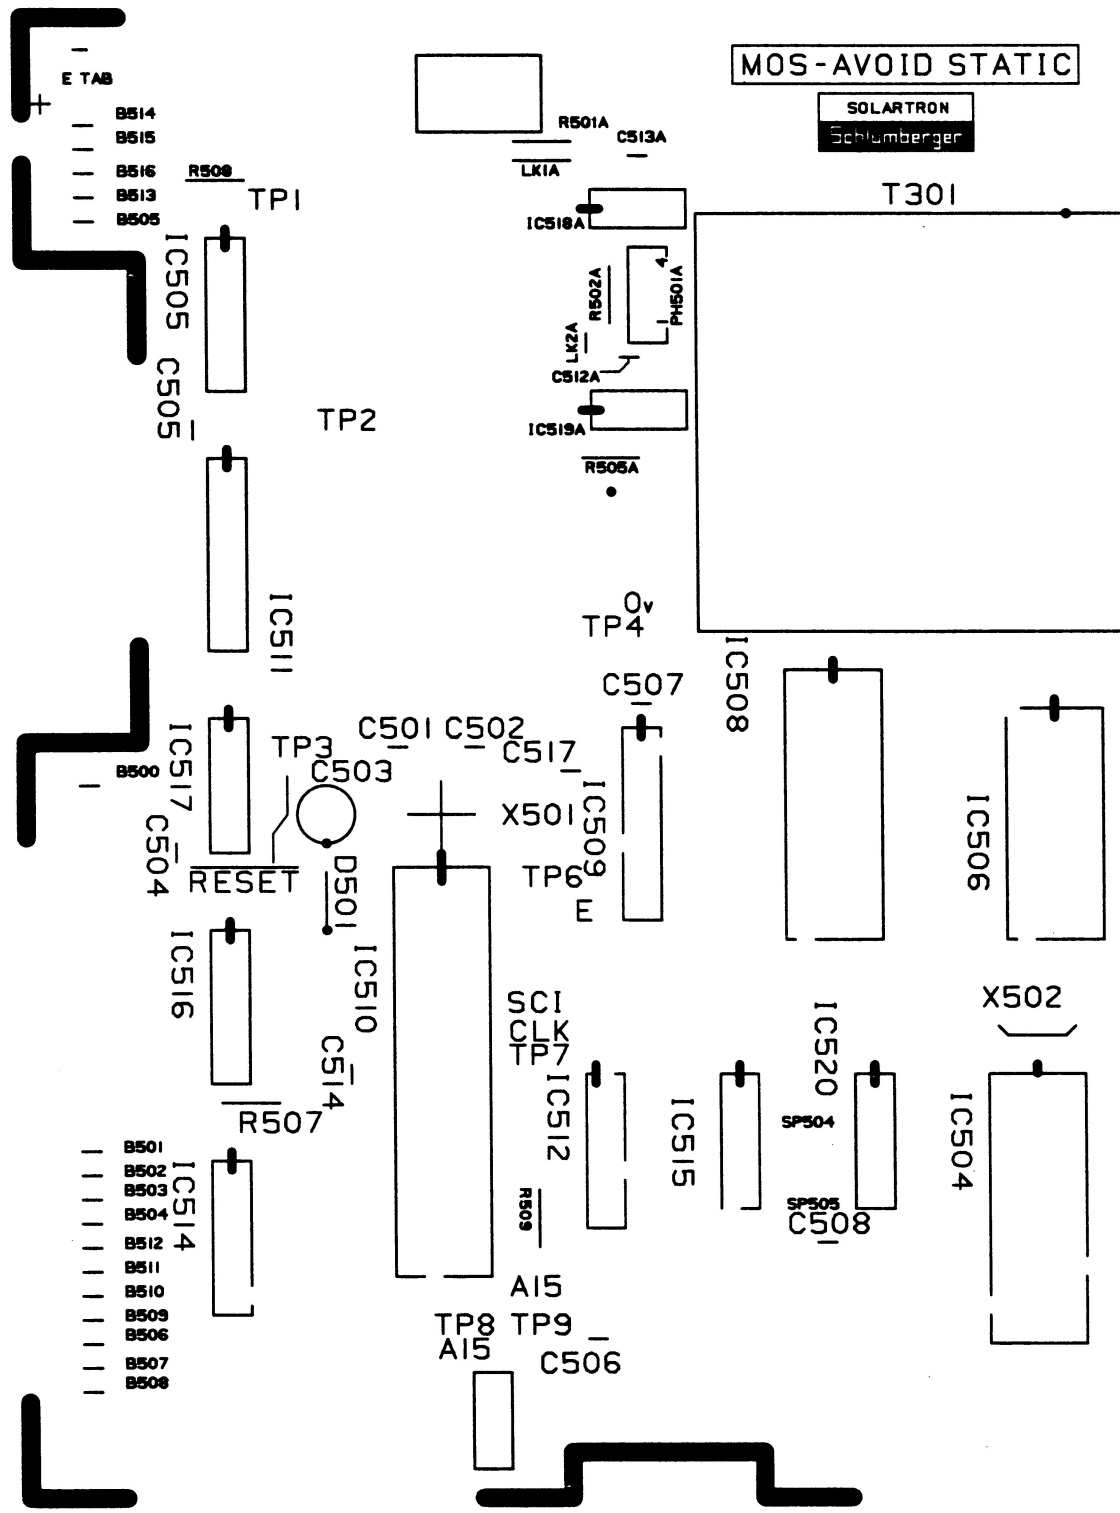 MOS-AVOID STATIC
SOLARTRON
Schlumberger
E TAB
+
B514
B515
B516
B513
B505
R508
TP1
R501A
C513A
LK1A
IC518A
T301
IC505
R502A
4
1
PH501A
LK2A
C512A
C505
TP2
IC519A
R505A
IC511
0v
TP4
C507
IC508
IC517
TP3
C501
C502
C503
C517
B500
X501
IC509
IC506
C504
RESET
D501
TP6
E
IC516
IC510
SCI
CLK
TP7
X502
C514
IC520
IC512
R507
IC515
SP504
IC504
B501
B502
B503
B504
B512
B511
B510
B509
B506
B507
B508
IC514
R509
SP505
C508
A15
TP8
TP9
A15
C506